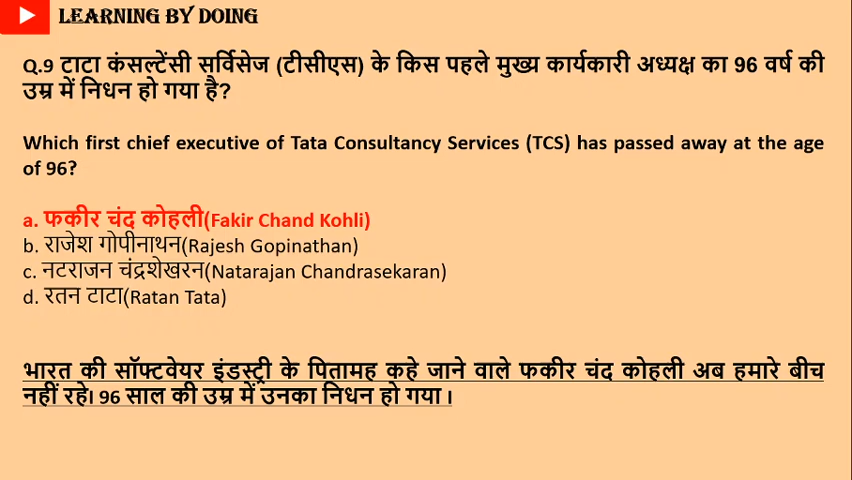 LEARNING BY DOING
Q.9 टाटा कंसल्टेंसी सर्विसेज (टीसीएस) के किस पहले मुख्य कार्यकारी अध्यक्ष का 96 वर्ष की
उम्र में निधन हो गया है?
Which first chief executive of Tata Consultancy Services (TCS) has passed away at the age
of 96?
a. फकीर चंद कोहली(Fakir Chand Kohli)
b. राजेश गोपीनाथन(Rajesh Gopinathan)
c. नटराजन चंद्रशेखरन(Natarajan Chandrasekaran)
d. रतन टाटा(Ratan Tata)
भारत की सॉफ्टवेयर इंडस्ट्री के पितामह कहे जाने वाले फकीर चंद कोहली अब हमारे बीच
नहीं रहे। 96 साल की उम्र में उनका निधन हो गया ।